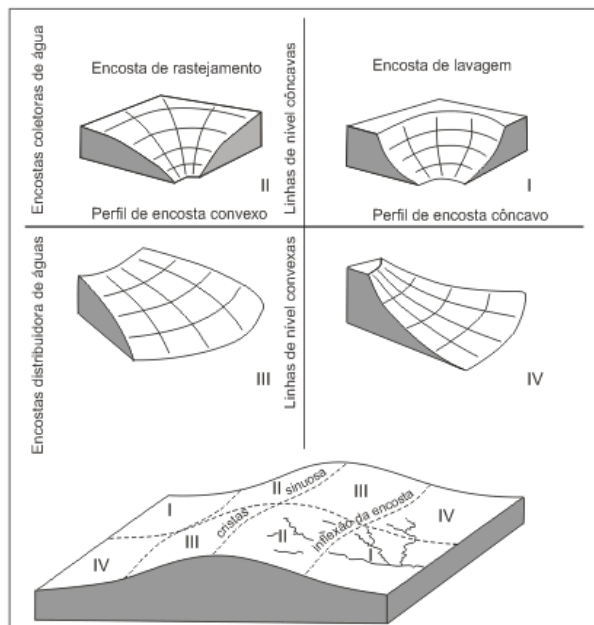 Encostas coletoras de água
Encosta de rastejamento
II
Perfil de encosta convexo
Linhas de nível côncavas
Encosta de lavagem
I
Perfil de encosta côncavo
Encostas distribuidora de águas
III
Linhas de nível convexas
IV
I
II
sinuosa
III
IV
cristas
inflexão da encosta
IV
III
II
I